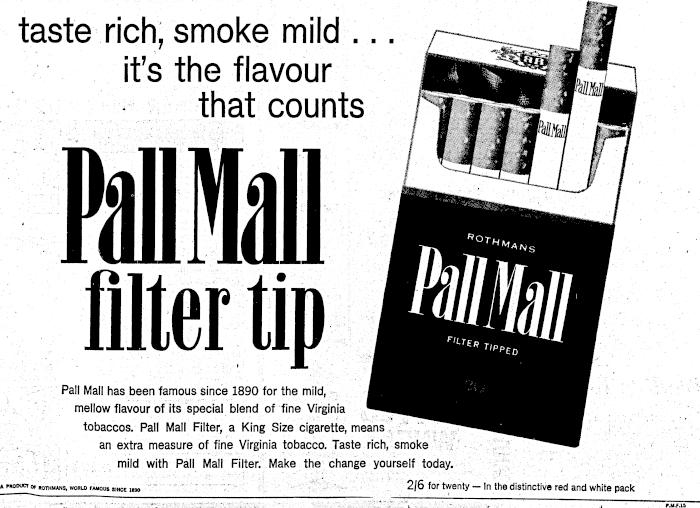 taste rich, smoke mild . . .
it's the flavour
that counts
Pall Mall
filter tip
Pall Mall
Pall Mall
ROTHMANS
Pall Mall
FILTER TIPPED
Pall Mall has been famous since 1890 for the mild,
mellow flavour of its special blend of fine Virginia
tobaccos. Pall Mall Filter, a King Size cigarette, means
an extra measure of fine Virginia tobacco. Taste rich, smoke
mild with Pall Mall Filter. Make the change yourself today.
A PRODUCT OF ROTHMANS, WORLD FAMOUS SINCE 1890
2/6 for twenty — In the distinctive red and white pack
P.M.F.15